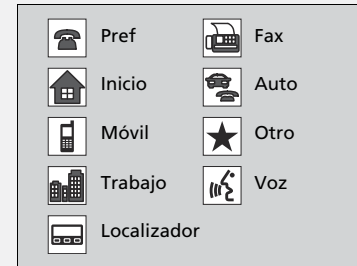 Pref
Fax
Inicio
Auto
Móvil
Otro
Trabajo
Voz
Localizador